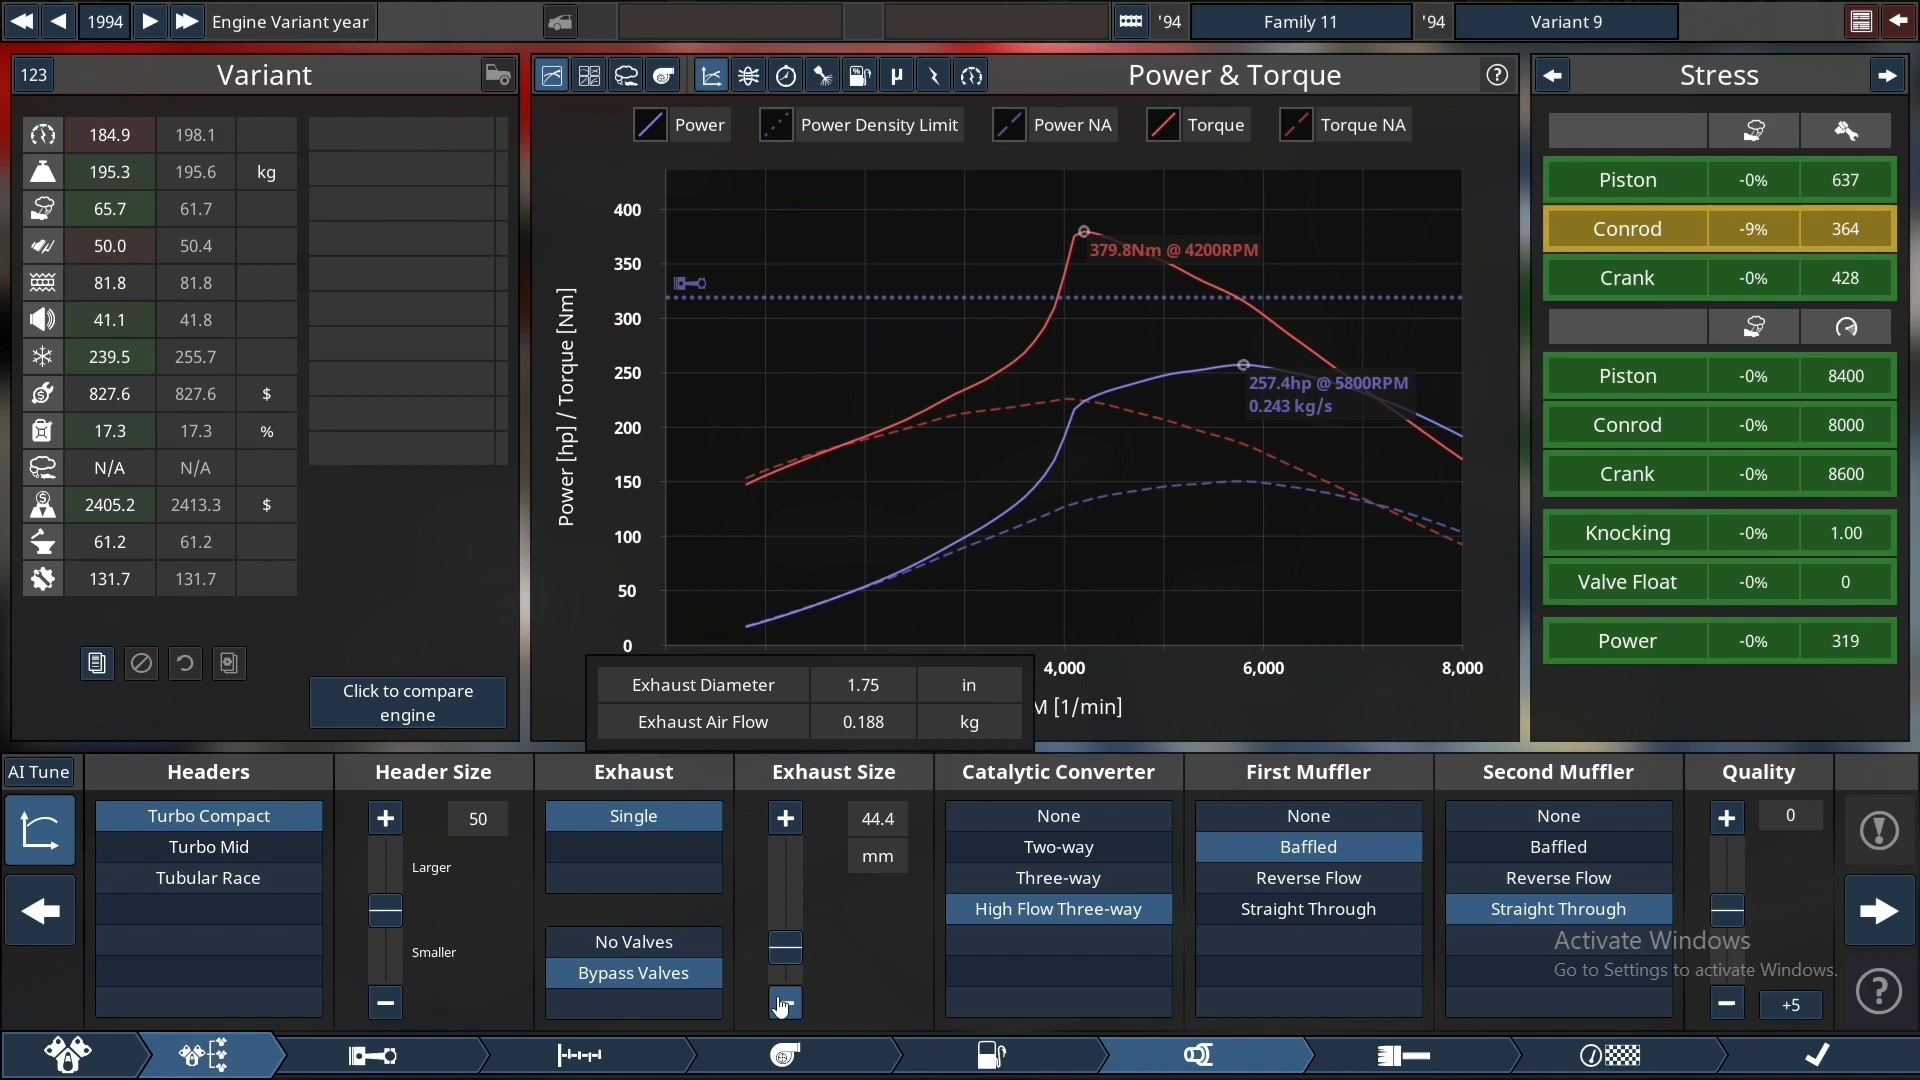 1994
Engine Variant year
'94
Family 11
'94
Variant 9
123
Variant
184.9 198.1
195.3 195.6 kg
65.7 61.7
50.0 50.4
81.8 81.8
41.1 41.8
239.5 255.7
827.6 827.6 $
17.3 17.3 %
N/A N/A
2405.2 2413.3 $
61.2 61.2
131.7 131.7
Click to compare
engine
µ
Power & Torque
?
Power
Power Density Limit
Power NA
Torque
Torque NA
Power [hp] / Torque [Nm]
400
350
300
250
200
150
100
50
0
379.8Nm @ 4200RPM
257.4hp @ 5800RPM
0.243 kg/s
4,000
6,000
8,000
M [1/min]
Exhaust Diameter 1.75 in
Exhaust Air Flow 0.188 kg
Stress
Piston -0% 637
Conrod -9% 364
Crank -0% 428
Piston -0% 8400
Conrod -0% 8000
Crank -0% 8600
Knocking -0% 1.00
Valve Float -0% 0
Power -0% 319
AI Tune
Headers
Turbo Compact
Turbo Mid
Tubular Race
Header Size
+
50
Larger
Smaller
Exhaust
Single
No Valves
Bypass Valves
Exhaust Size
+
44.4
mm
Catalytic Converter
None
Two-way
Three-way
High Flow Three-way
First Muffler
None
Baffled
Reverse Flow
Straight Through
Second Muffler
None
Baffled
Reverse Flow
Straight Through
Quality
+
0
+5
?
Activate Windows
Go to Settings to activate Windows.